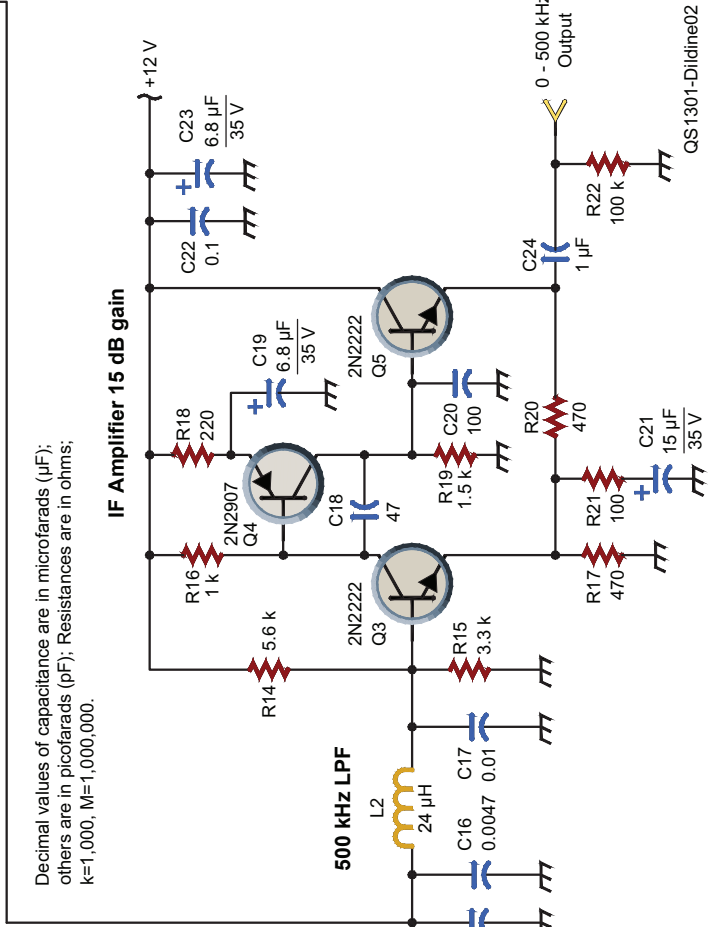 Decimal values of capacitance are in microfarads (µF);
others are in picofarads (pF); Resistances are in ohms;
k=1,000, M=1,000,000.
IF Amplifier 15 dB gain
+12 V
C23
6.8 µF
35 V
C22
0.1
R18
220
C19
6.8 µF
35 V
R16
1 k
2N2907
Q4
R14
5.6 k
C18
47
2N2222
Q3
2N2222
Q5
R19
1.5 k
C20
100
R15
3.3 k
500 kHz LPF
L2
24 µH
C16
0.0047
C17
0.01
R17
470
R21
100
C21
15 µF
35 V
R20
470
C24
1 µF
R22
100 k
0 - 500 kHz
Output
QS1301-Dildine02